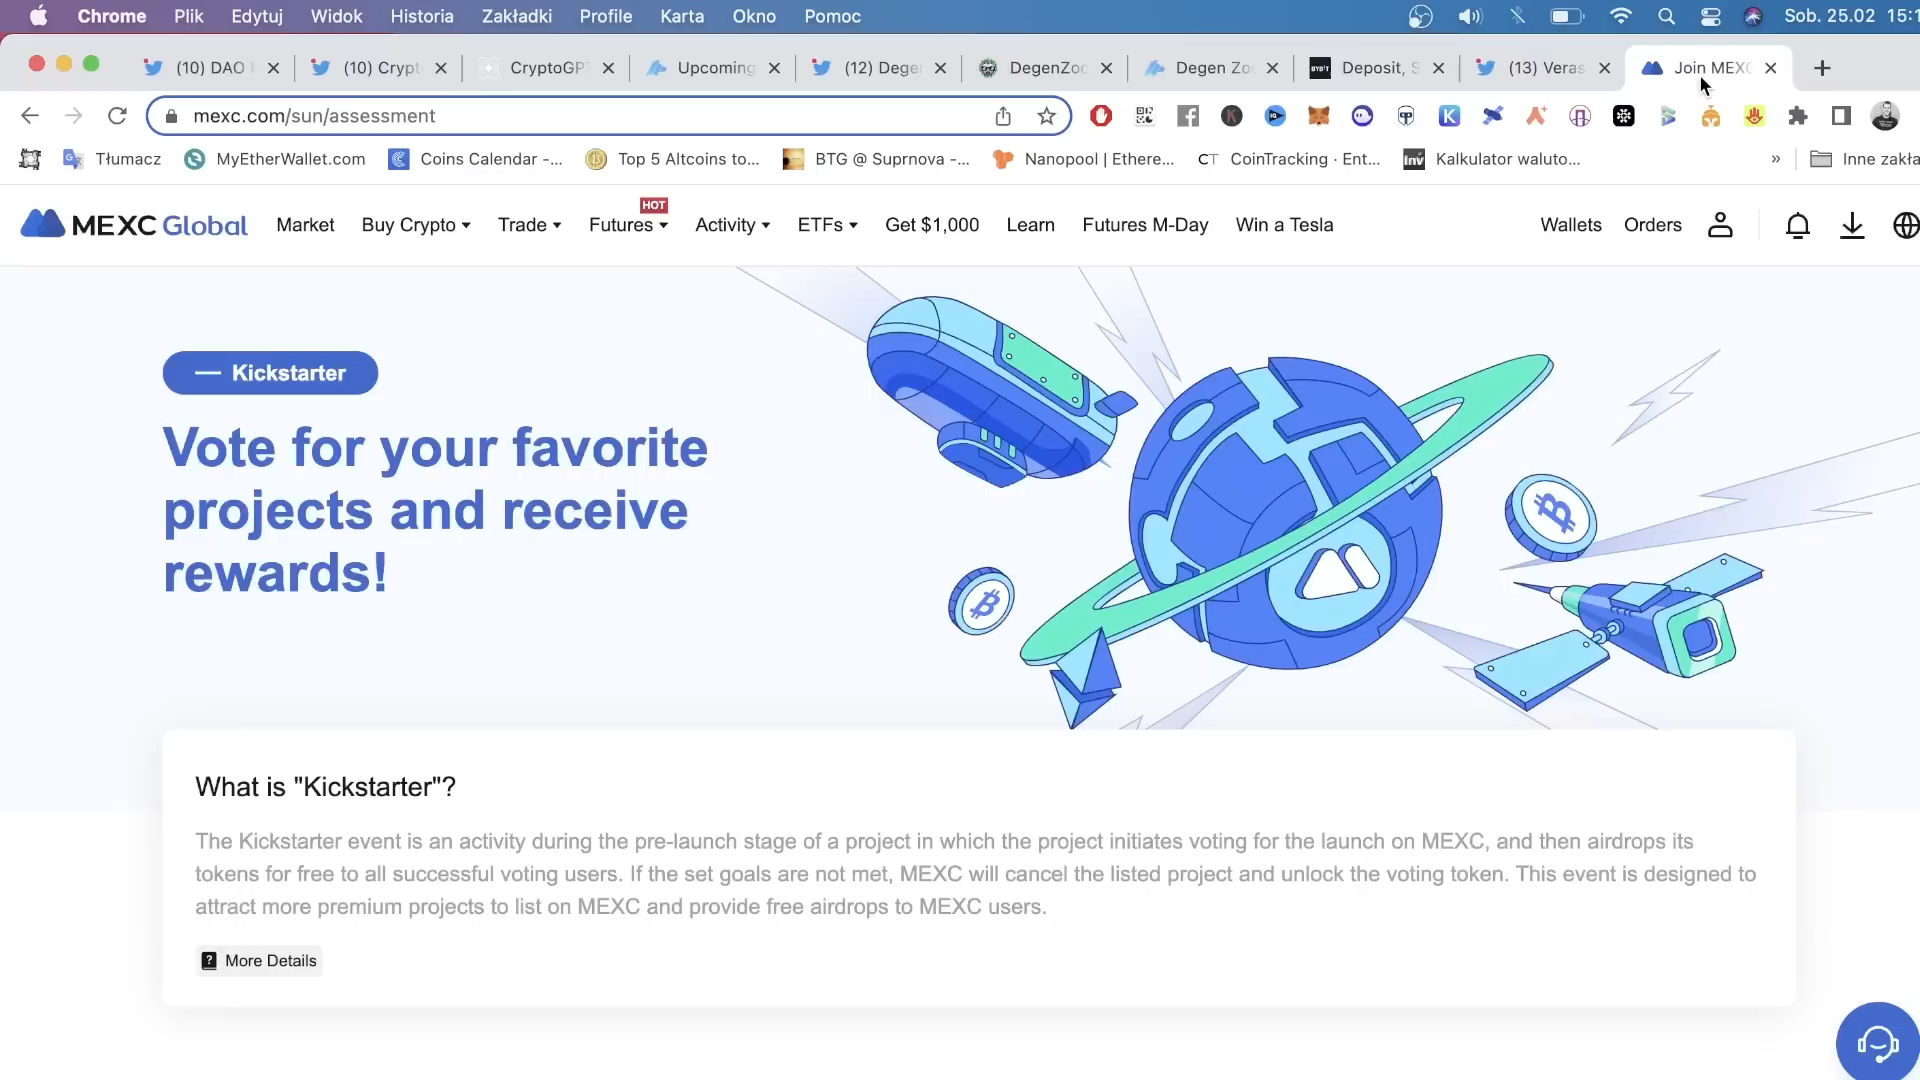 Chrome Plik Edytuj Widok Historia Zakładki Profile Karta Okno Pomoc Sob. 25.02 15:1
(10) DAO (10) Crypt CryptoGP Upcoming (12) Dege DegenZoo Degen Zo Deposit, S (13) Veras Join MEXC
mexc.com/sun/assessment
Tłumacz MyEtherWallet.com Coins Calendar -... Top 5 Altcoins to... BTG @ Suprnova -... Nanopool | Ethere... CT CoinTracking · Ent... Inv Kalkulator waluto... » Inne zakła
HOT
MEXC Global Market Buy Crypto Trade Futures Activity ETFs Get $1,000 Learn Futures M-Day Win a Tesla Wallets Orders
— Kickstarter
Vote for your favorite
projects and receive
rewards!
What is "Kickstarter"?
The Kickstarter event is an activity during the pre-launch stage of a project in which the project initiates voting for the launch on MEXC, and then airdrops its
tokens for free to all successful voting users. If the set goals are not met, MEXC will cancel the listed project and unlock the voting token. This event is designed to
attract more premium projects to list on MEXC and provide free airdrops to MEXC users.
More Details